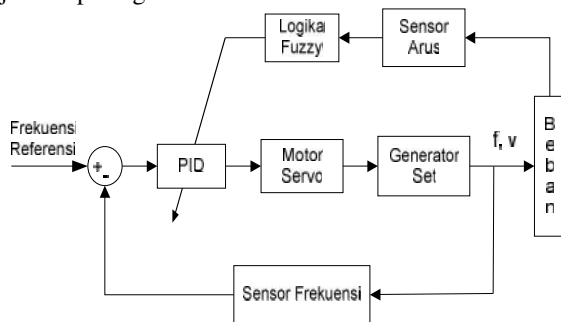 Logika
Fuzzy
Sensor
Arus
Frekuensi
Referensi
+
-
PID
Motor
Servo
Generator
Set
f, v
B
e
b
a
n
Sensor Frekuensi